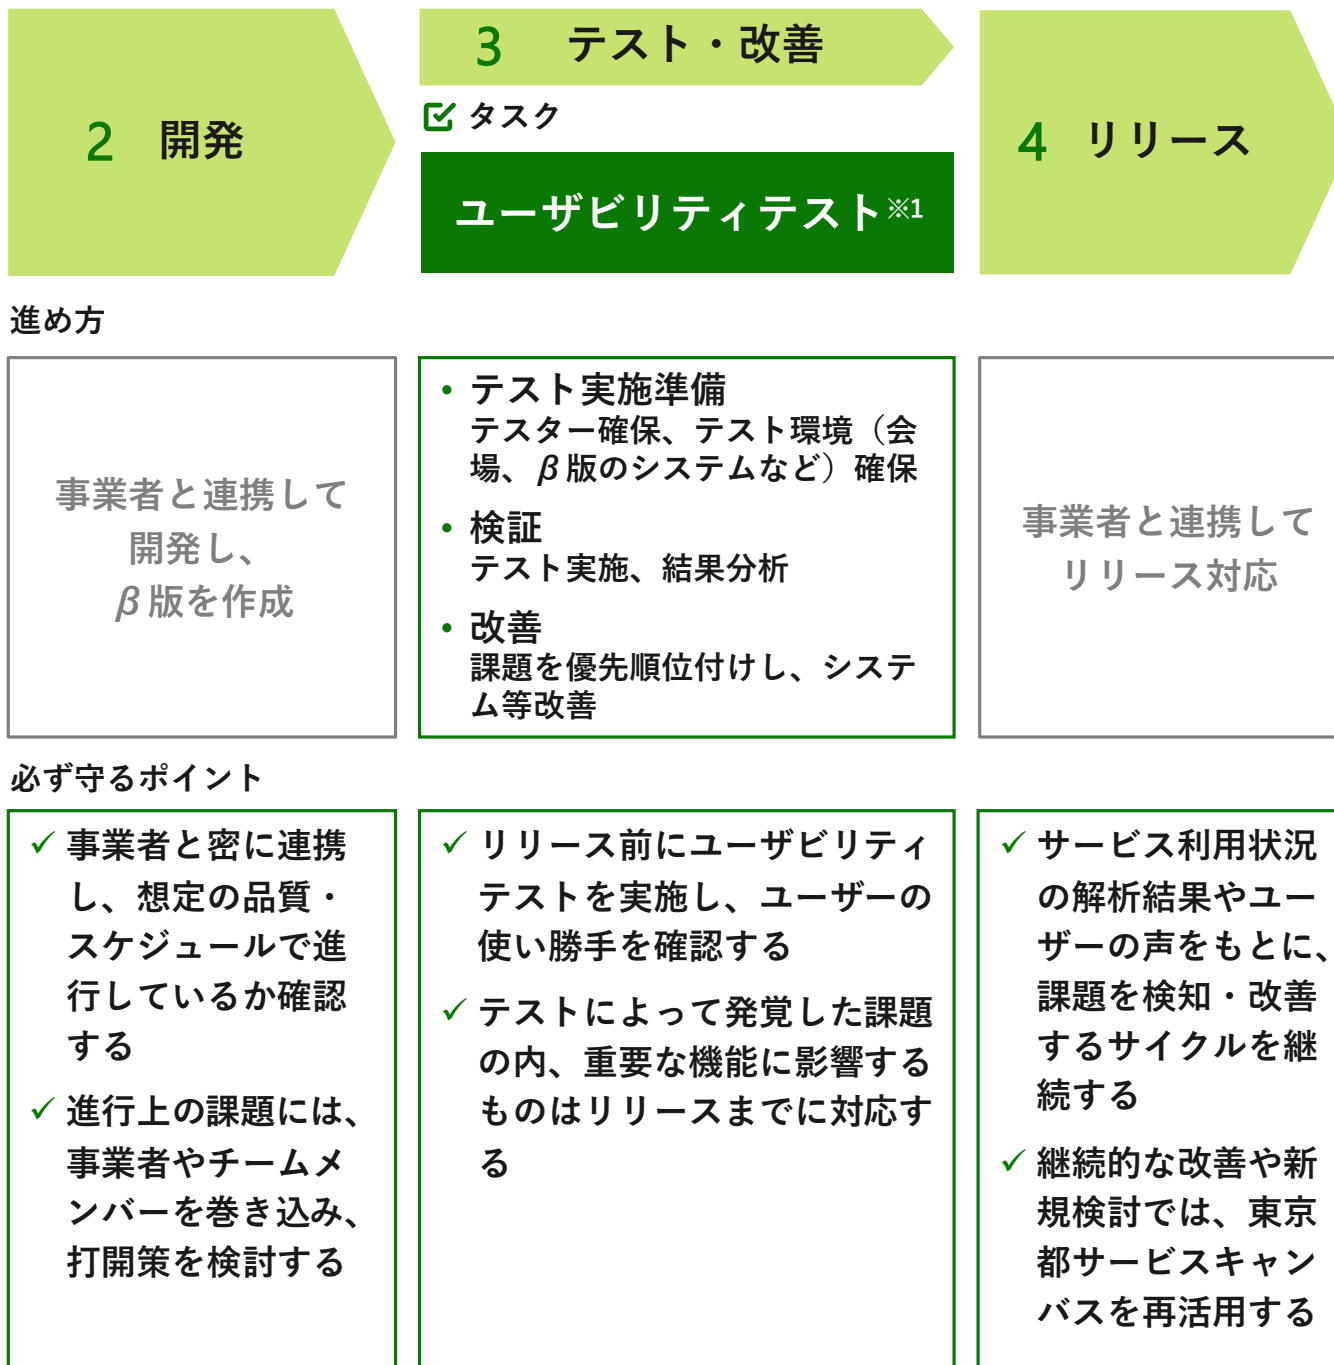 2 開発
3 テスト・改善
タスク
ユーザビリティテスト※1
4 リリース
進め方
事業者と連携して
開発し、
β版を作成
• テスト実施準備
テスター確保、テスト環境（会
場、β版のシステムなど）確保
• 検証
テスト実施、結果分析
• 改善
課題を優先順位付けし、システ
ム等改善
事業者と連携して
リリース対応
必ず守るポイント
✓ 事業者と密に連携
し、想定の品質・
スケジュールで進
行しているか確認
する
✓ 進行上の課題には、
事業者やチームメ
ンバーを巻き込み、
打開策を検討する
✓ リリース前にユーザビリティ
テストを実施し、ユーザーの
使い勝手を確認する
✓ テストによって発覚した課題
の内、重要な機能に影響する
ものはリリースまでに対応す
る
✓ サービス利用状況
の解析結果やユー
ザーの声をもとに、
課題を検知・改善
するサイクルを継
続する
✓ 継続的な改善や新
規検討では、東京
都サービスキャン
バスを再活用する